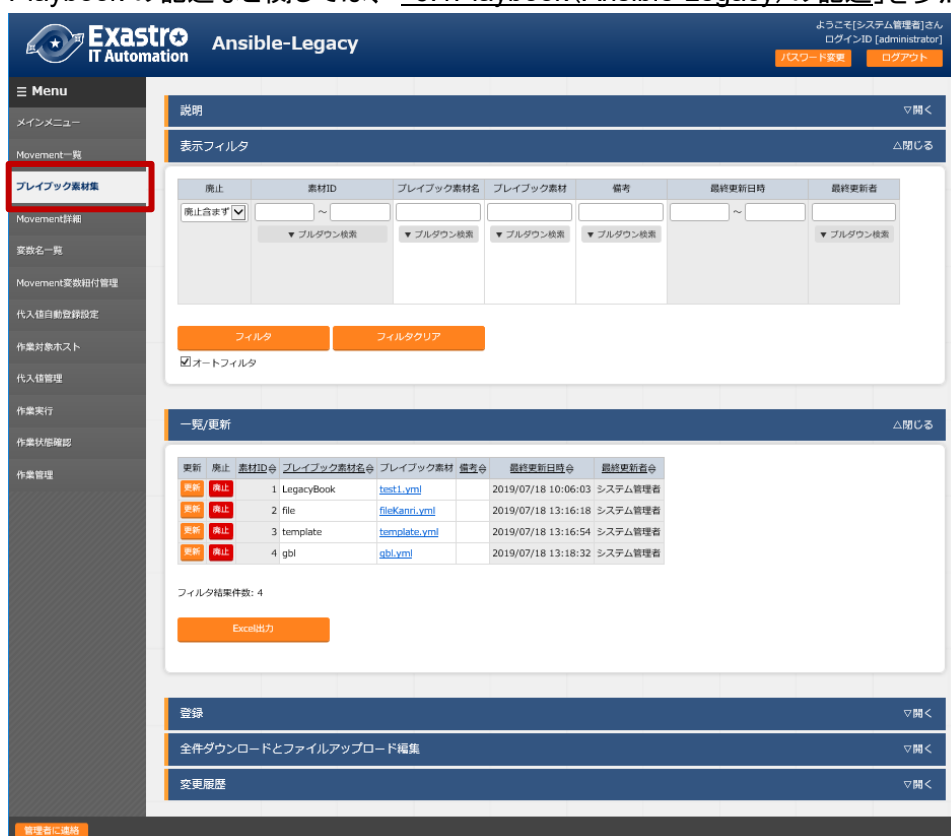 Exastro
IT Automation
Ansible-Legacy
ようこそ[システム管理者]さん
ログインID [administrator]
パスワード変更 ログアウト
☰ Menu
メインメニュー
Movement一覧
プレイブック素材集
Movement詳細
変数名一覧
Movement変数紐付管理
代入値自動登録設定
作業対象ホスト
代入値管理
作業実行
作業状態確認
作業管理
説明 ▽開く
表示フィルタ △閉じる
廃止 素材ID プレイブック素材名 プレイブック素材 備考 最終更新日時 最終更新者
廃止含まず ～ ～
▼ プルダウン検索 ▼ プルダウン検索 ▼ プルダウン検索 ▼ プルダウン検索 ▼ プルダウン検索
フィルタ フィルタクリア
オートフィルタ
一覧/更新 △閉じる
更新 廃止 素材ID プレイブック素材名 プレイブック素材 備考 最終更新日時 最終更新者
更新 廃止 1 LegacyBook test1.yml 2019/07/18 10:06:03 システム管理者
更新 廃止 2 file fileKanri.yml 2019/07/18 13:16:18 システム管理者
更新 廃止 3 template template.yml 2019/07/18 13:16:54 システム管理者
更新 廃止 4 gbl gbl.yml 2019/07/18 13:18:32 システム管理者
フィルタ結果件数: 4
Excel出力
登録 ▽開く
全件ダウンロードとファイルアップロード編集 ▽開く
変更履歴 ▽開く
管理者に連絡